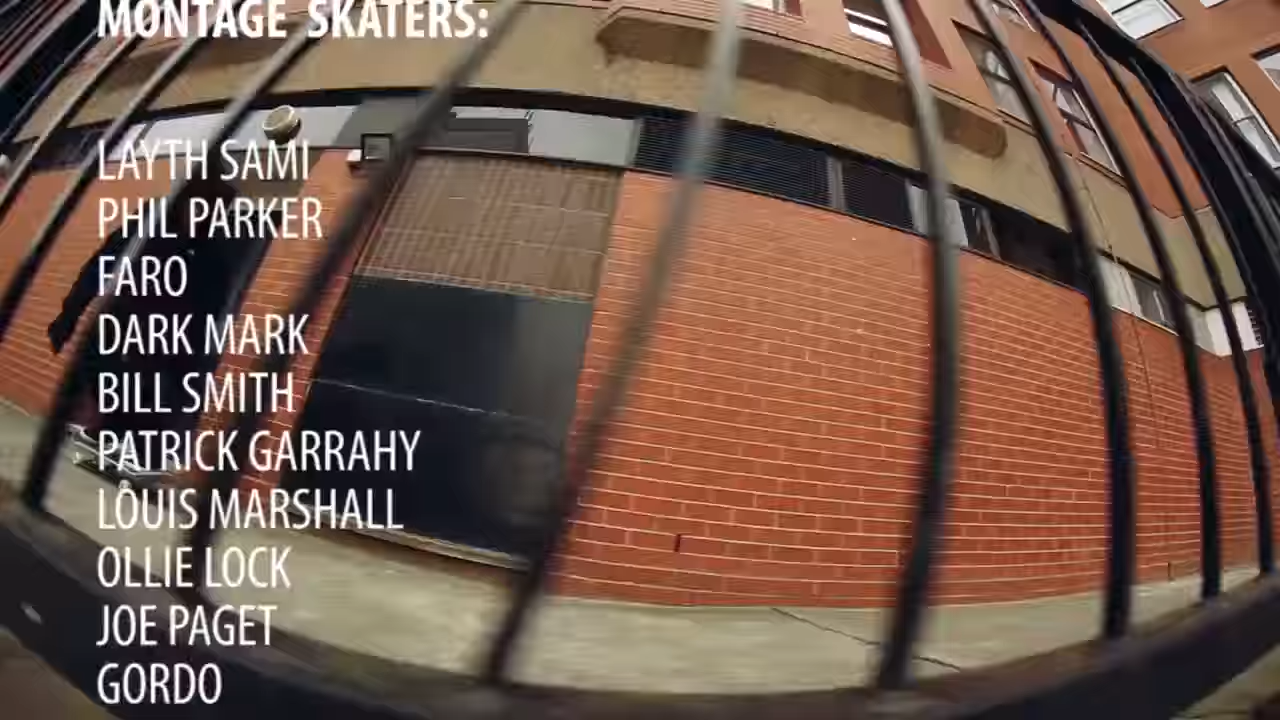 MONTAGE SKATERS:
LAYTH SAMI
PHIL PARKER
FARO
DARK MARK
BILL SMITH
PATRICK GARRAHY
LOUIS MARSHALL
OLLIE LOCK
JOE PAGET
GORDO